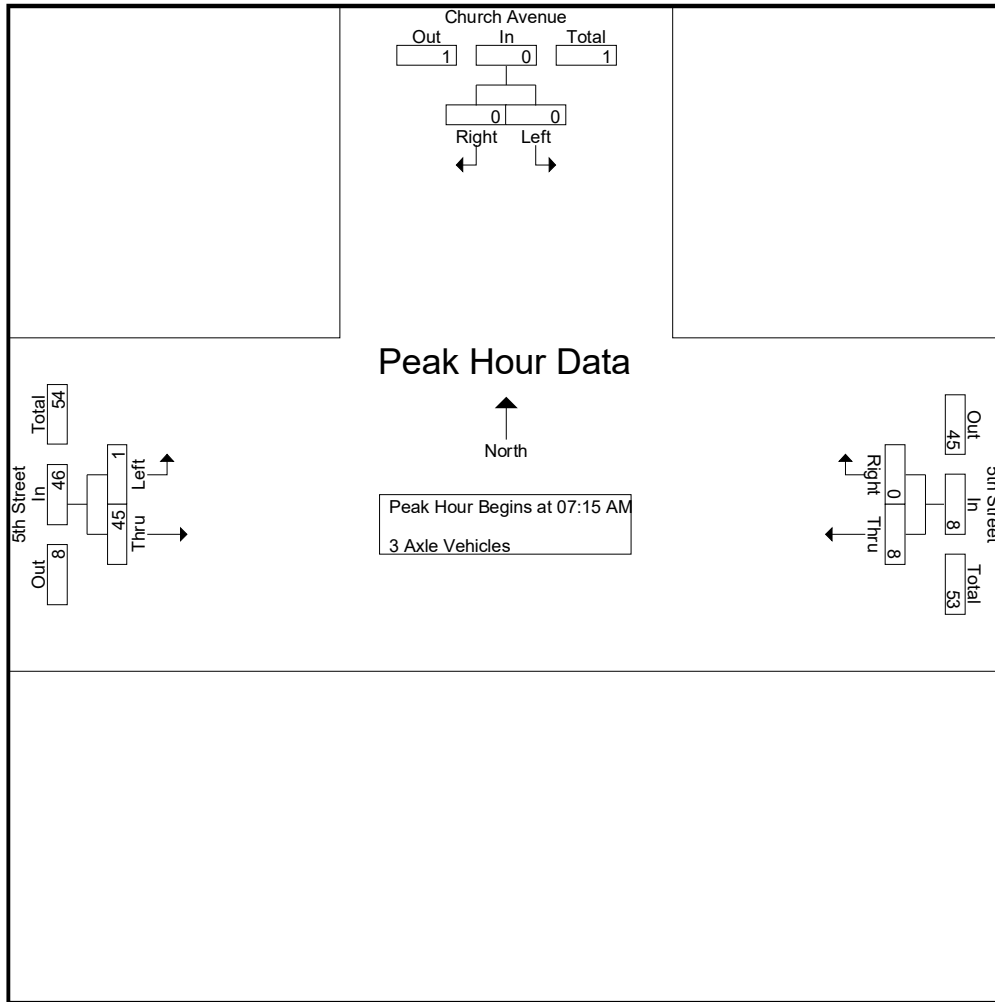 Church Avenue
Out In Total
1 0 1
0 0
Right Left
Peak Hour Data
North
Peak Hour Begins at 07:15 AM
3 Axle Vehicles
5th Street
Out In Total
8 46 54
45 1
Thru Left
5th Street
Out In Total
45 8 53
0 8
Right Thru